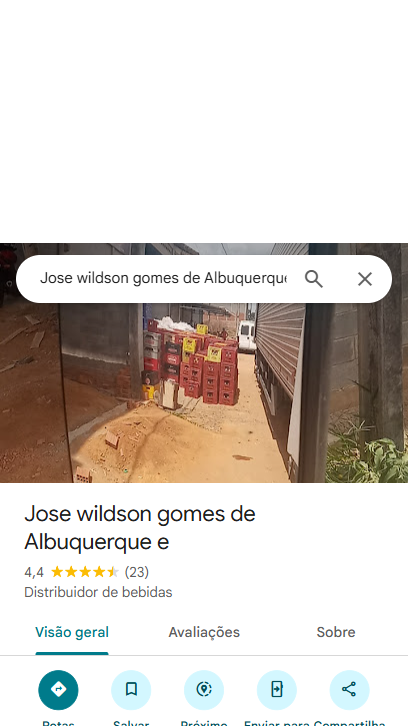 Jose wildson gomes de Albuquerque
Jose wildson gomes de
Albuquerque e
4,4 (23)
Distribuidor de bebidas
Visão geral Avaliações Sobre
Rotas Salvar Próximo Enviar para Compartilha